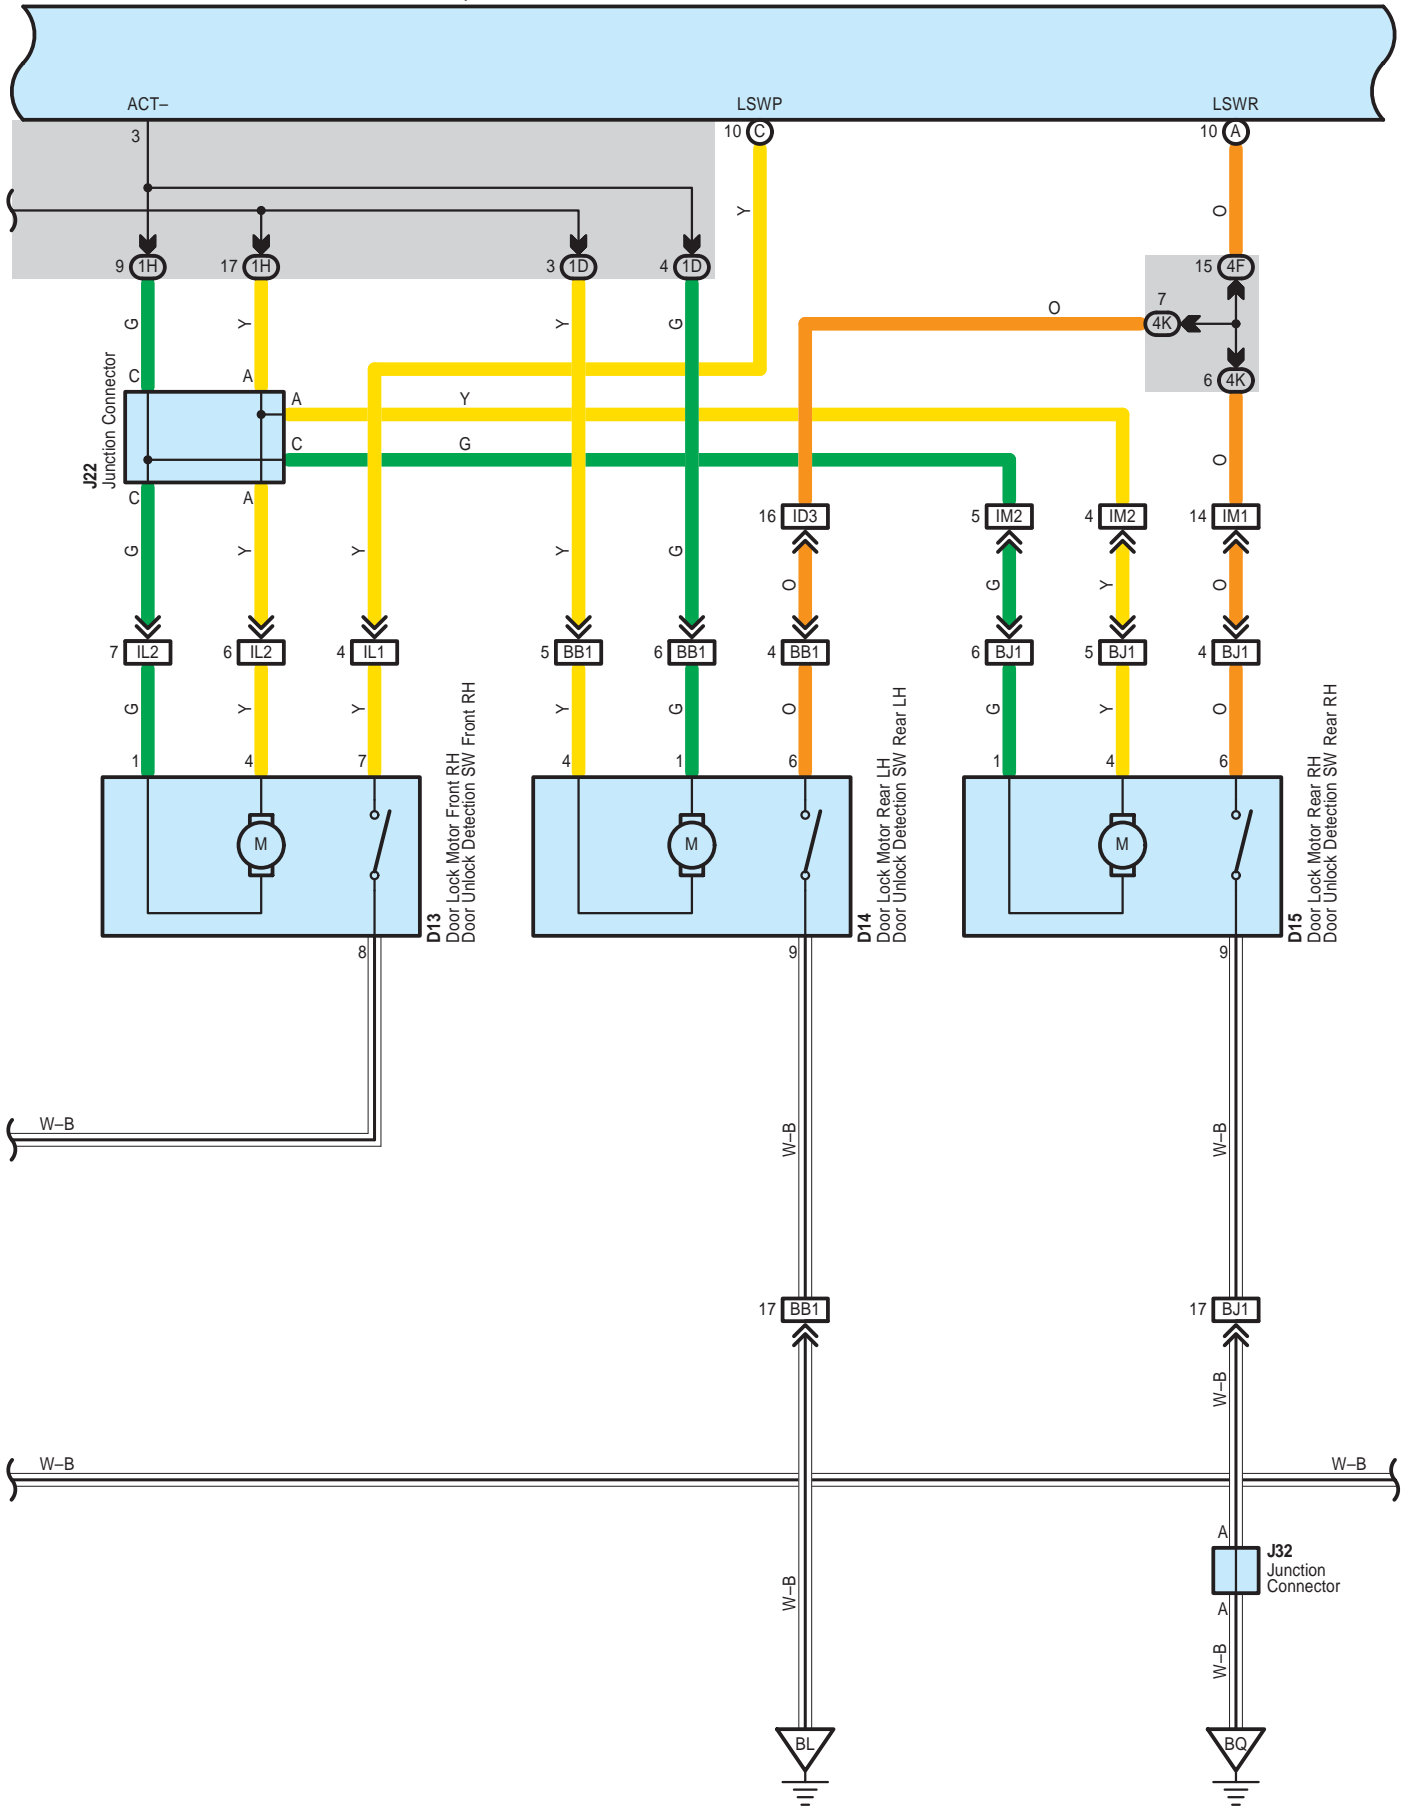 ACT–
LSWP
LSWR
3
10
C
10
A
Y
O
9
1H
17
1H
3
1D
4
1D
15
4F
7
4K
O
G
Y
Y
G
6
4K
C
A
A
Y
C
G
J22
Junction Connector
C
A
O
16
ID3
5
IM2
4
IM2
14
IM1
G
Y
Y
Y
G
O
G
Y
O
7
IL2
6
IL2
4
IL1
5
BB1
6
BB1
4
BB1
6
BJ1
5
BJ1
4
BJ1
G
Y
Y
Y
G
O
G
Y
O
1
4
7
4
1
6
1
4
6
M
M
M
D13
Door Lock Motor Front RH
Door Unlock Detection SW Front RH
D14
Door Lock Motor Rear LH
Door Unlock Detection SW Rear LH
D15
Door Lock Motor Rear RH
Door Unlock Detection SW Rear RH
8
9
9
W–B
W–B
W–B
17
BB1
17
BJ1
W–B
W–B
W–B
A
J32
Junction
Connector
A
W–B
W–B
BL
BQ